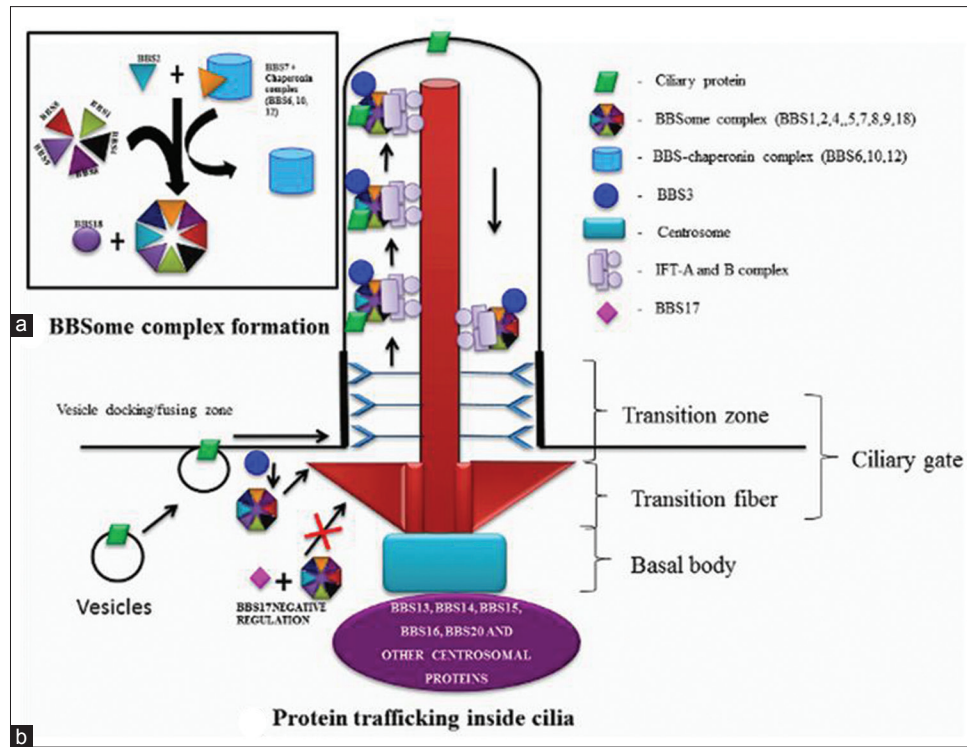 BBS2
BBS7 +
Chaperonin
complex
(BBS6, 10,
12)
BBS1
BBS18
a
BBSome complex formation
- Ciliary protein
- BBSome complex (BBS1,2,4,,5,7,8,9,18)
- BBS-chaperonin complex (BBS6,10,12)
- BBS3
- Centrosome
- IFT-A and B complex
- BBS17
Vesicle docking/fusing zone
Transition zone
Ciliary gate
Transition fiber
Basal body
Vesicles
BBS17NEGATIVE
REGULATION
BBS13, BBS14, BBS15,
BBS16, BBS20 AND
OTHER CENTROSOMAL
PROTEINS
Protein trafficking inside cilia
b